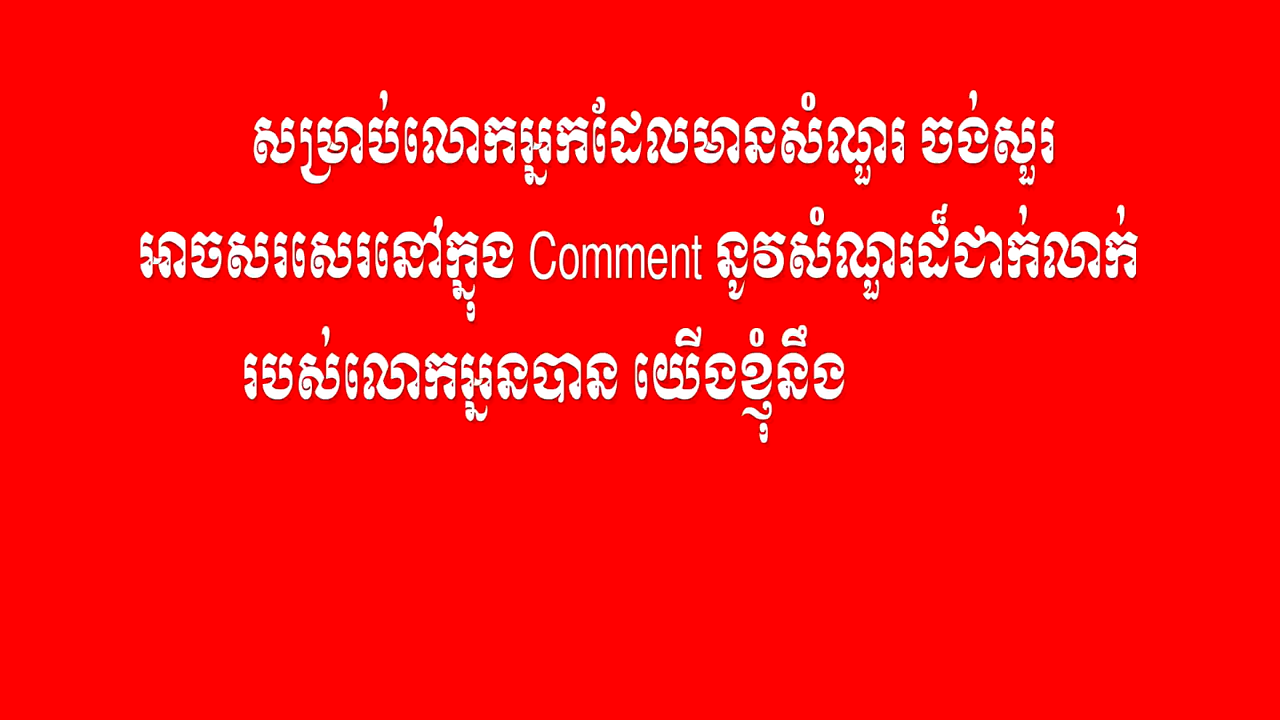 សម្រាប់លោកអ្នកដែលមានសំណួរ ចង់សួរ
អាចសរសេរនៅក្នុង Comment នូវសំណួរដ៏ជាក់លាក់
របស់លោកអ្ននបាន យើងខ្ញុំនឹង